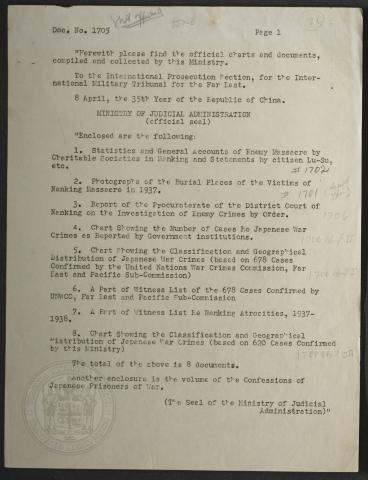 Doc. No. 1705 Page 1
"Herewith please find the official charts and documents,
compiled and collected by this Ministry.
To the International Prosecution Section, for the Inter-
national Military Tribunal for the Far East.
8 April, the 35th Year of the Republic of China.
MINISTRY OF JUDICIAL ADMINISTRATION
(official seal)
"Enclosed are the following:
1. Statistics and General Accounts of Enemy Massacre by
Charitable Societies in Nanking and Statements by citizen Lu-Su,
etc.
# 1702
2. Photographs of the Burial Places of the Victims of
Nanking Massacre in 1937.
# 1701
3. Report of the Procuratorate of the District Court of
Nanking on the Investigation of Enemy Crimes by Order.
1706
4. Chart Showing the Number of Cases Re Japanese War
Crimes as Reported by Government institutions.
5. Chart Showing the Classification and Geographical
Distribution of Japanese War Crimes (based on 678 Cases
Confirmed by the United Nations War Crimes Commission, Far
East and Pacific Sub-Commission)
6. A Part of Witness List of the 678 Cases Confirmed by
UNWCC, Far East and Pacific Sub-Commission
7. A Part of Witness List Re Nanking Atrocities, 1937-
1938.
8. Chart Showing the Classification and Geographical
Distribution of Japanese War Crimes (based on 620 Cases Confirmed
by this Ministry)
The total of the above is 8 documents.
Another enclosure is the volume of the Confessions of
Japanese Prisoners of War.
(The Seal of the Ministry of Judicial
Administration)"